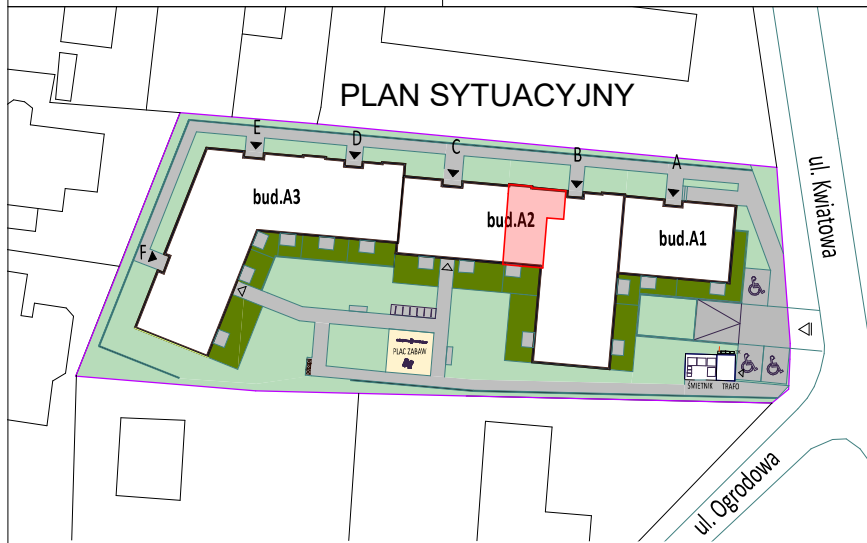 PLAN SYTUACYJNY
E
D
C
B
A
ul. Kwiatowa
bud.A3
bud.A2
bud.A1
F
PLAC ZABAW
ŚMIETNIK
TRAFO
ul. Ogrodowa